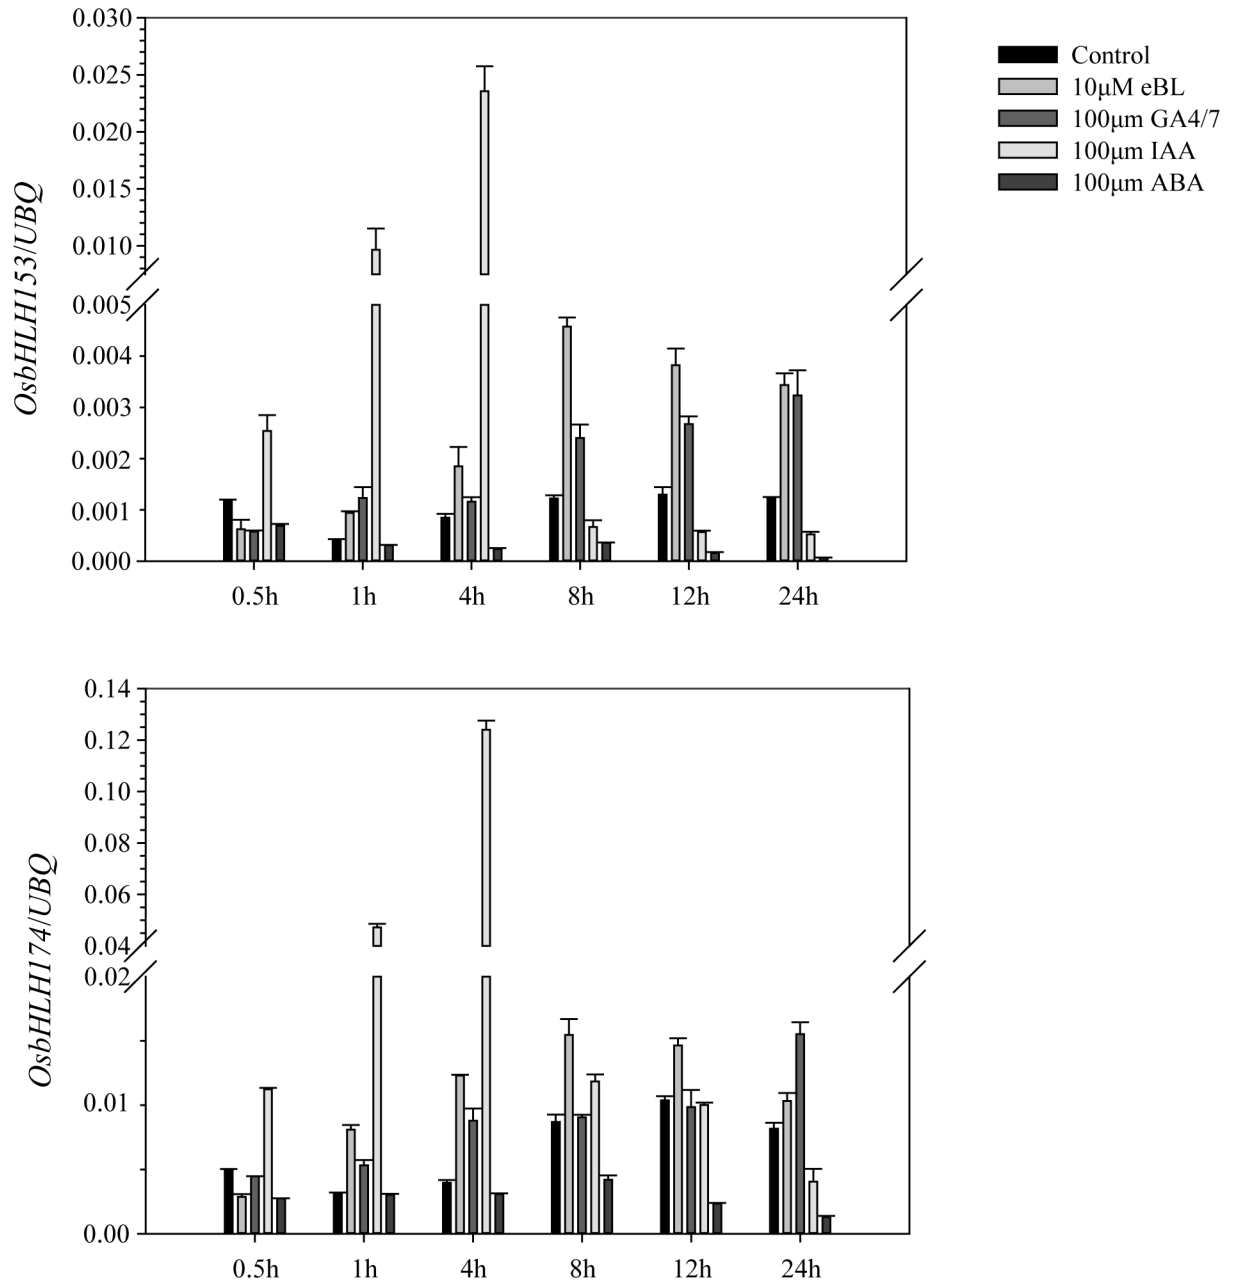 0.030
0.025
0.020
0.015
0.010
0.005
0.004
0.003
0.002
0.001
0.000
OsbHLH153/UBQ
0.5h 1h 4h 8h 12h 24h
Control
10μM eBL
100μm GA4/7
100μm IAA
100μm ABA
0.14
0.12
0.10
0.08
0.06
0.04
0.02
0.01
0.00
OsbHLH174/UBQ
0.5h 1h 4h 8h 12h 24h